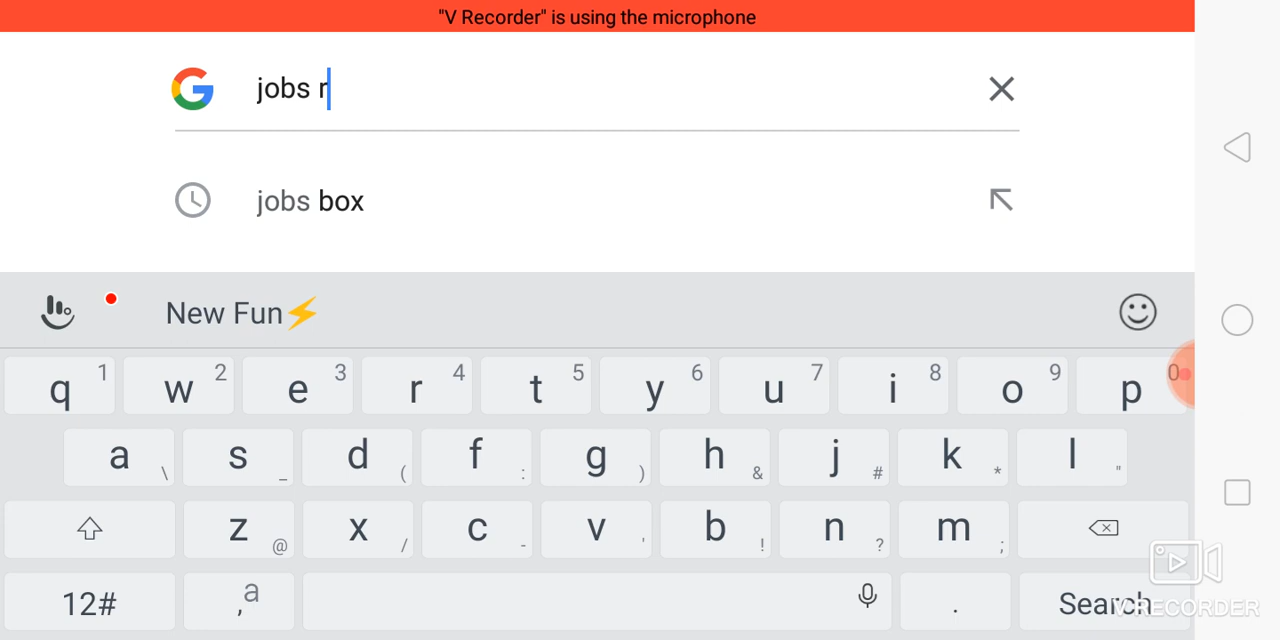 "V Recorder" is using the microphone
jobs r
jobs box
New Fun⚡
q 1 w 2 e 3 r 4 t 5 y 6 u 7 i 8 o 9 p 0
a \ s _ d ( f : g ) h & j # k * l "
z @ x / c - v ' b ! n ? m ;
12# , a . Search
V RECORDER